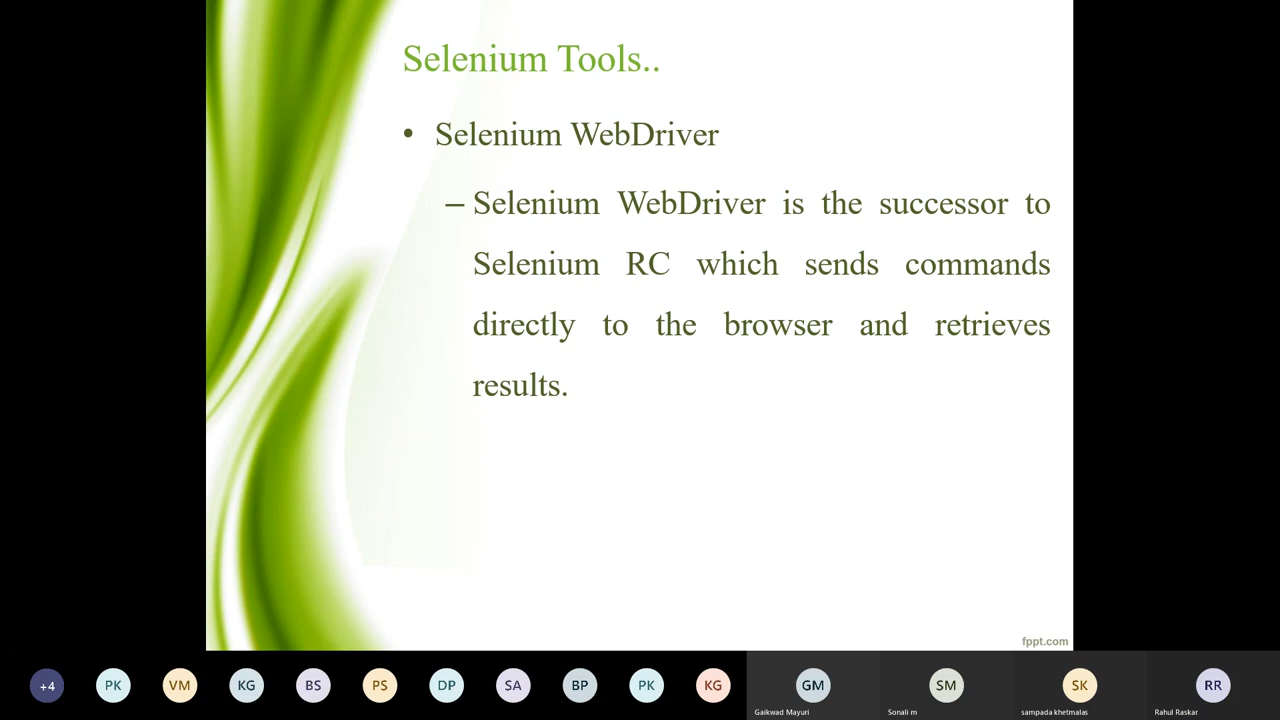 Selenium Tools..
• Selenium WebDriver
– Selenium WebDriver is the successor to
Selenium RC which sends commands
directly to the browser and retrieves
results.
fppt.com
+4 PK VM KG BS PS DP SA BP PK KG GM SM SK RR
Gaikwad Mayuri Sonali m sampada khetmalas Rahul Raskar